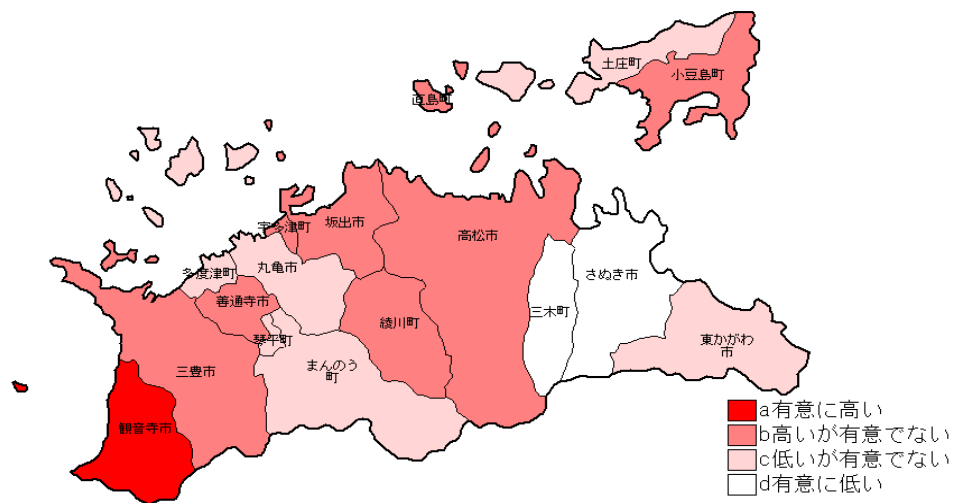 土庄町
小豆島町
直島町
宇多津町
坂出市
高松市
多度津町
丸亀市
さぬき市
善通寺市
綾川町
三木町
琴平町
東かがわ
市
まんのう
町
三豊市
観音寺市
a有意に高い
b高いが有意でない
c低いが有意でない
d有意に低い